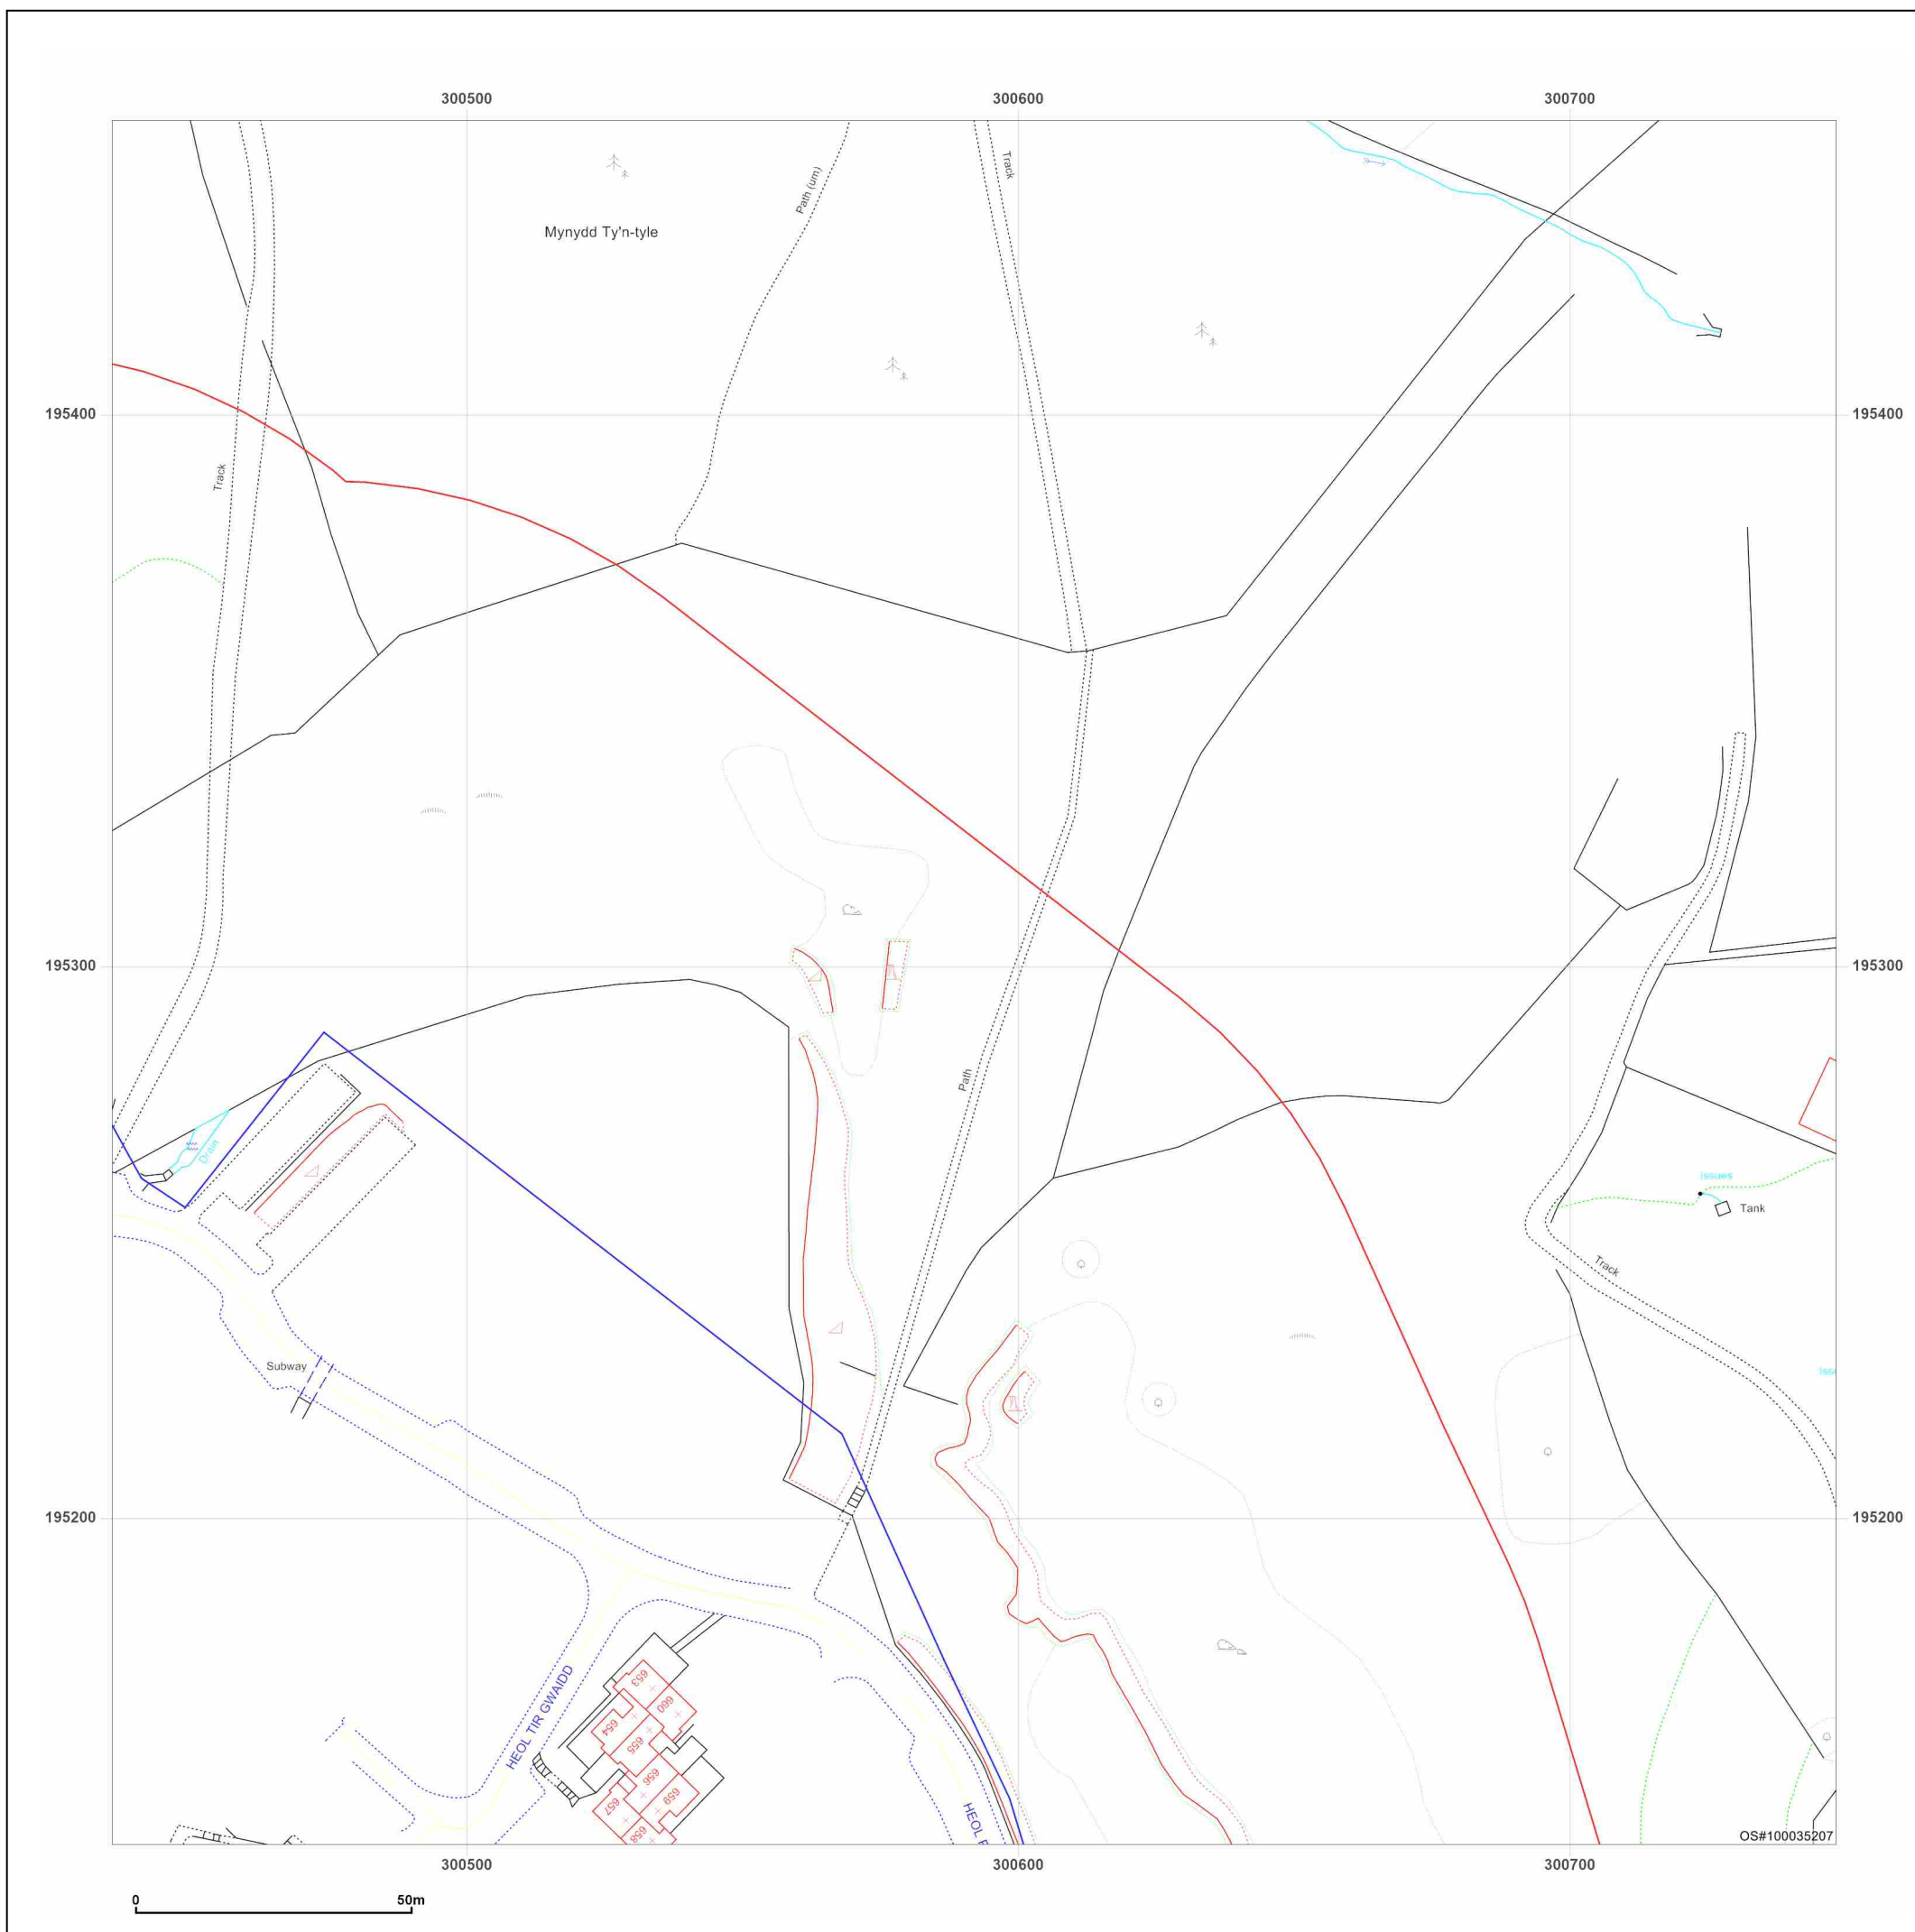 300500 300600 300700
Path (um)
Track
Mynydd Ty'n-tyle
195400 195400
Track
195300 195300
Path
Drain
Issues
Tank
Track
Subway
195200 195200
HEOL TIR GWAIDD
653
660
654
655
656
659
657
658
HEOL
OS#100035207
300500 300600 300700
0 50m